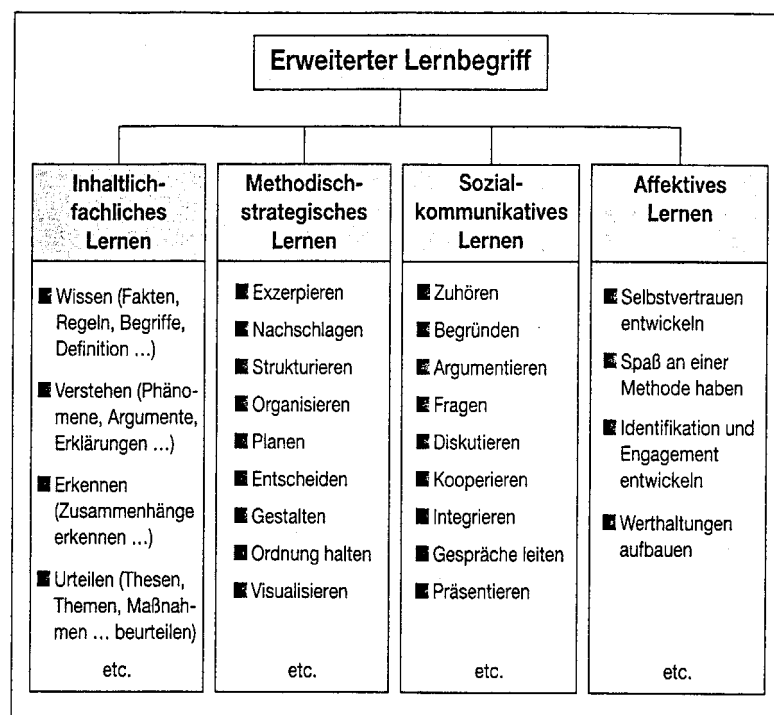 Erweiterter Lernbegriff
Inhaltlich-
fachliches
Lernen
■ Wissen (Fakten,
Regeln, Begriffe,
Definition ...)
■ Verstehen (Phäno-
mene, Argumente,
Erklärungen ...)
■ Erkennen
(Zusammenhänge
erkennen ...)
■ Urteilen (Thesen,
Themen, Maßnah-
men ... beurteilen)
etc.
Methodisch-
strategisches
Lernen
■ Exzerpieren
■ Nachschlagen
■ Strukturieren
■ Organisieren
■ Planen
■ Entscheiden
■ Gestalten
■ Ordnung halten
■ Visualisieren
etc.
Sozial-
kommunikatives
Lernen
■ Zuhören
■ Begründen
■ Argumentieren
■ Fragen
■ Diskutieren
■ Kooperieren
■ Integrieren
■ Gespräche leiten
■ Präsentieren
etc.
Affektives
Lernen
■ Selbstvertrauen
entwickeln
■ Spaß an einer
Methode haben
■ Identifikation und
Engagement
entwickeln
■ Werthaltungen
aufbauen
etc.